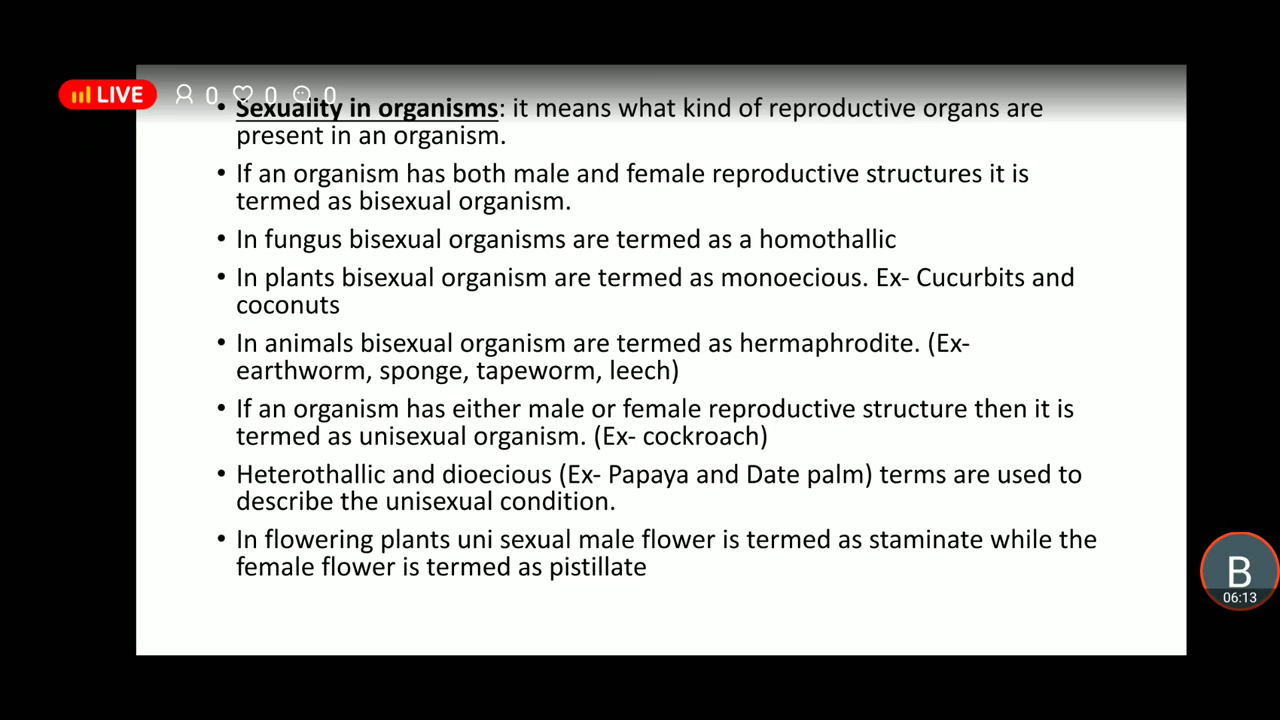 LIVE 0 0 0
• Sexuality in organisms: it means what kind of reproductive organs are
present in an organism.
• If an organism has both male and female reproductive structures it is
termed as bisexual organism.
• In fungus bisexual organisms are termed as a homothallic
• In plants bisexual organism are termed as monoecious. Ex- Cucurbits and
coconuts
• In animals bisexual organism are termed as hermaphrodite. (Ex-
earthworm, sponge, tapeworm, leech)
• If an organism has either male or female reproductive structure then it is
termed as unisexual organism. (Ex- cockroach)
• Heterothallic and dioecious (Ex- Papaya and Date palm) terms are used to
describe the unisexual condition.
• In flowering plants uni sexual male flower is termed as staminate while the
female flower is termed as pistillate
B
06:13